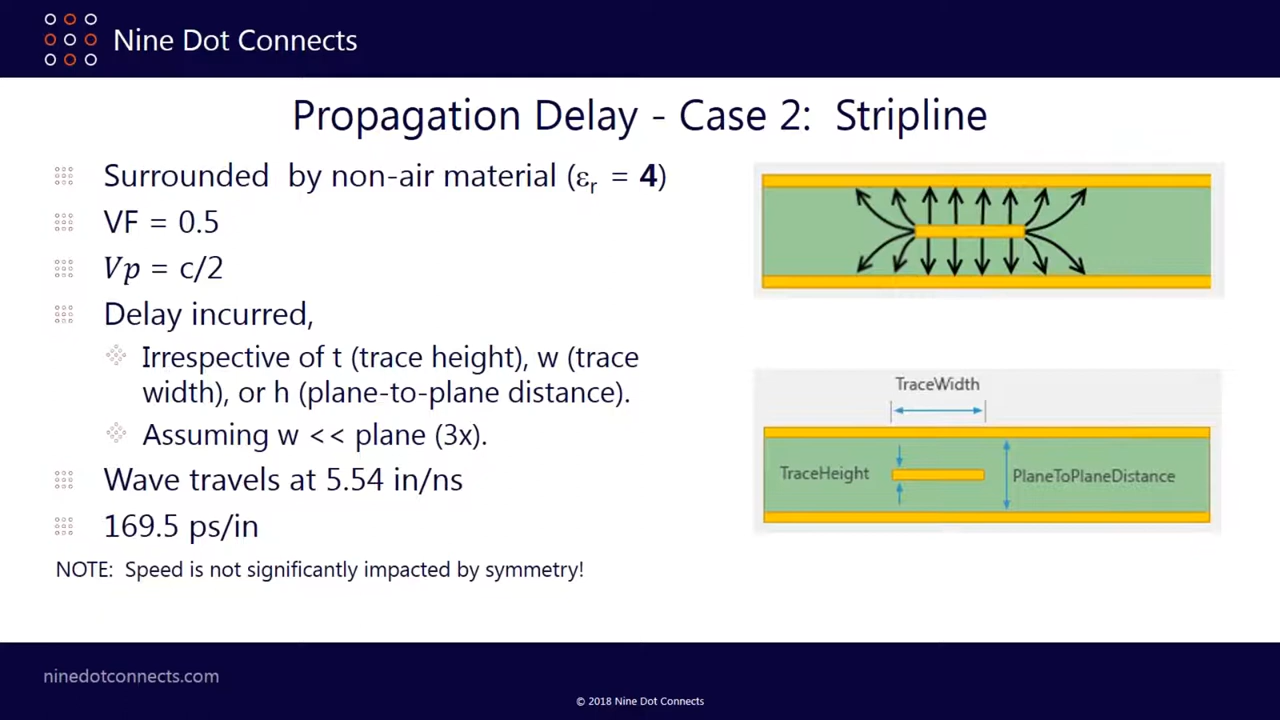 Nine Dot Connects
Propagation Delay - Case 2: Stripline
Surrounded by non-air material (εr = 4)
VF = 0.5
Vp = c/2
Delay incurred,
Irrespective of t (trace height), w (trace
width), or h (plane-to-plane distance).
Assuming w << plane (3x).
Wave travels at 5.54 in/ns
169.5 ps/in
NOTE: Speed is not significantly impacted by symmetry!
TraceWidth
TraceHeight
PlaneToPlaneDistance
ninedotconnects.com
© 2018 Nine Dot Connects